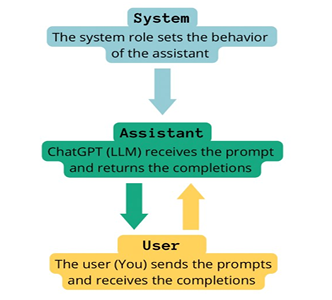 System
The system role sets the behavior
of the assistant
Assistant
ChatGPT (LLM) receives the prompt
and returns the completions
User
The user (You) sends the prompts
and receives the completions